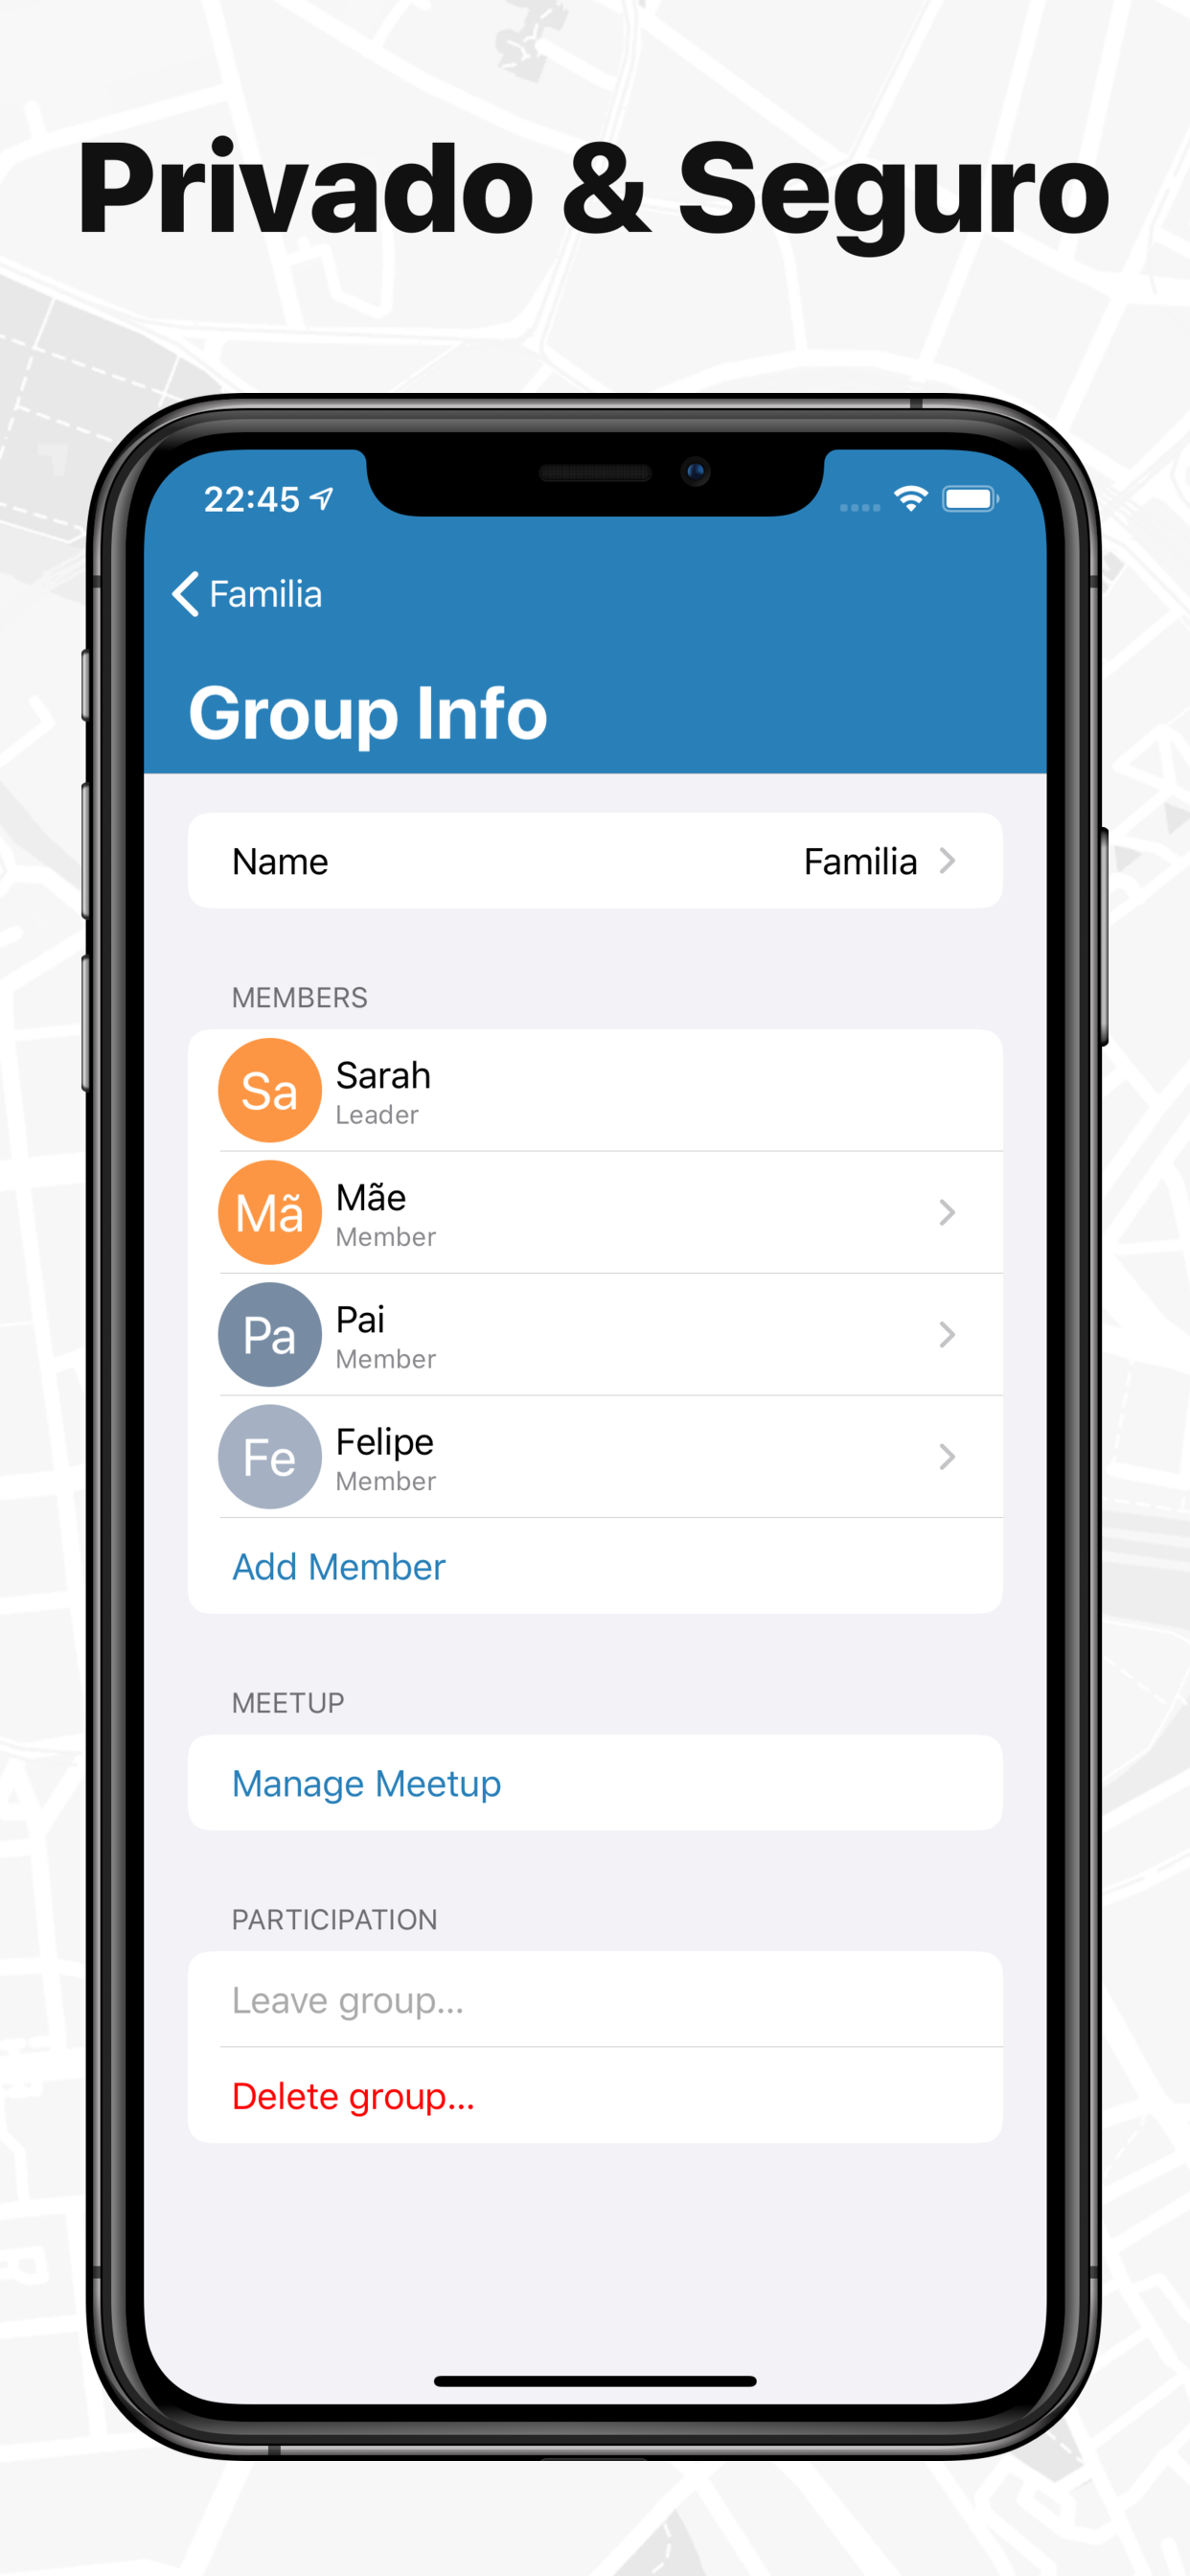 Privado & Seguro
22:45
Familia
Group Info
Name
Familia
MEMBERS
Sa
Sarah
Leader
Mã
Mãe
Member
Pa
Pai
Member
Fe
Felipe
Member
Add Member
MEETUP
Manage Meetup
PARTICIPATION
Leave group...
Delete group...